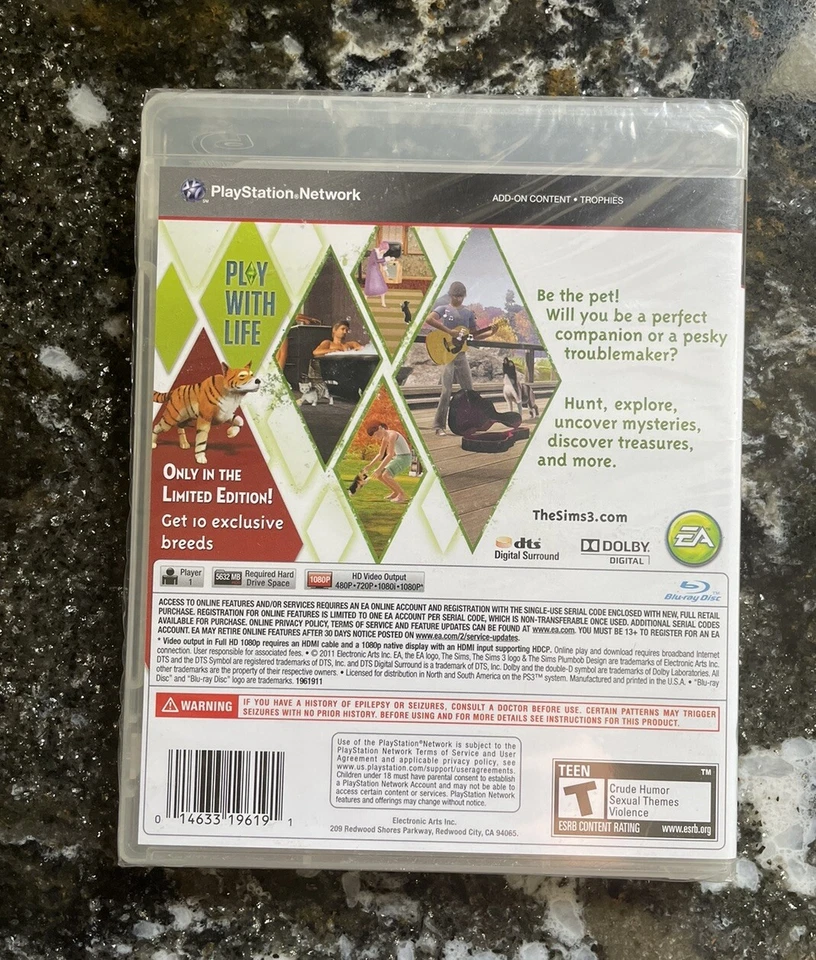 PlayStation®Network
ADD-ON CONTENT • TROPHIES
PLAY
WITH
LIFE
Be the pet!
Will you be a perfect
companion or a pesky
troublemaker?
Hunt, explore,
uncover mysteries,
discover treasures,
and more.
ONLY IN THE
LIMITED EDITION!
Get 10 exclusive
breeds
TheSims3.com
dts
Digital Surround
DOLBY
DIGITAL
EA
Player
1
5632 MB
Required Hard
Drive Space
1080P
HD Video Output
480P•720P•1080i•1080P*
Blu-ray Disc
ACCESS TO ONLINE FEATURES AND/OR SERVICES REQUIRES AN EA ONLINE ACCOUNT AND REGISTRATION WITH THE SINGLE-USE SERIAL CODE ENCLOSED WITH NEW, FULL RETAIL
PURCHASE. REGISTRATION FOR ONLINE FEATURES IS LIMITED TO ONE EA ACCOUNT PER SERIAL CODE, WHICH IS NON-TRANSFERABLE ONCE USED. ADDITIONAL SERIAL CODES
AVAILABLE FOR PURCHASE. ONLINE PRIVACY POLICY, TERMS OF SERVICE AND FEATURE UPDATES CAN BE FOUND AT www.ea.com. YOU MUST BE 13+ TO REGISTER FOR AN EA
ACCOUNT. EA MAY RETIRE ONLINE FEATURES AFTER 30 DAYS NOTICE POSTED ON www.ea.com/2/service-updates.
* Video output in Full HD 1080p requires an HDMI cable and a 1080p native display with an HDMI input supporting HDCP. Online play and download requires broadband Internet
connection. User responsible for associated fees. • © 2011 Electronic Arts Inc. EA, the EA logo, The Sims, The Sims 3 logo & The Sims Plumbob Design are trademarks of Electronic Arts Inc.
DTS and the DTS Symbol are registered trademarks of DTS, Inc. and DTS Digital Surround is a trademark of DTS, Inc. Dolby and the double-D symbol are trademarks of Dolby Laboratories. All
other trademarks are the property of their respective owners. • Licensed for distribution in North and South America on the PS3™ system. Manufactured and printed in the U.S.A. • "Blu-ray
Disc" and "Blu-ray Disc" logo are trademarks. 1961911
WARNING
IF YOU HAVE A HISTORY OF EPILEPSY OR SEIZURES, CONSULT A DOCTOR BEFORE USE. CERTAIN PATTERNS MAY TRIGGER
SEIZURES WITH NO PRIOR HISTORY. BEFORE USING AND FOR MORE DETAILS SEE INSTRUCTIONS FOR THIS PRODUCT.
Use of the PlayStation®Network is subject to the
PlayStation Network Terms of Service and User
Agreement and applicable privacy policy, see
www.us.playstation.com/support/useragreements.
Children under 18 must have parental consent to establish
a PlayStation Network Account and may not be able to
access certain content or services. PlayStation Network
features and offerings may change without notice.
Electronic Arts Inc.
209 Redwood Shores Parkway, Redwood City, CA 94065.
0 14633 19619 1
TEEN ™
T
Crude Humor
Sexual Themes
Violence
ESRB CONTENT RATING www.esrb.org